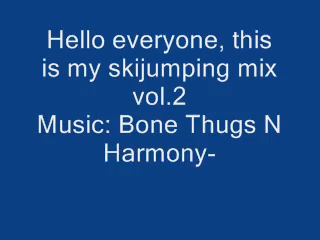 Hello everyone, this
is my skijumping mix
vol.2
Music: Bone Thugs N
Harmony-